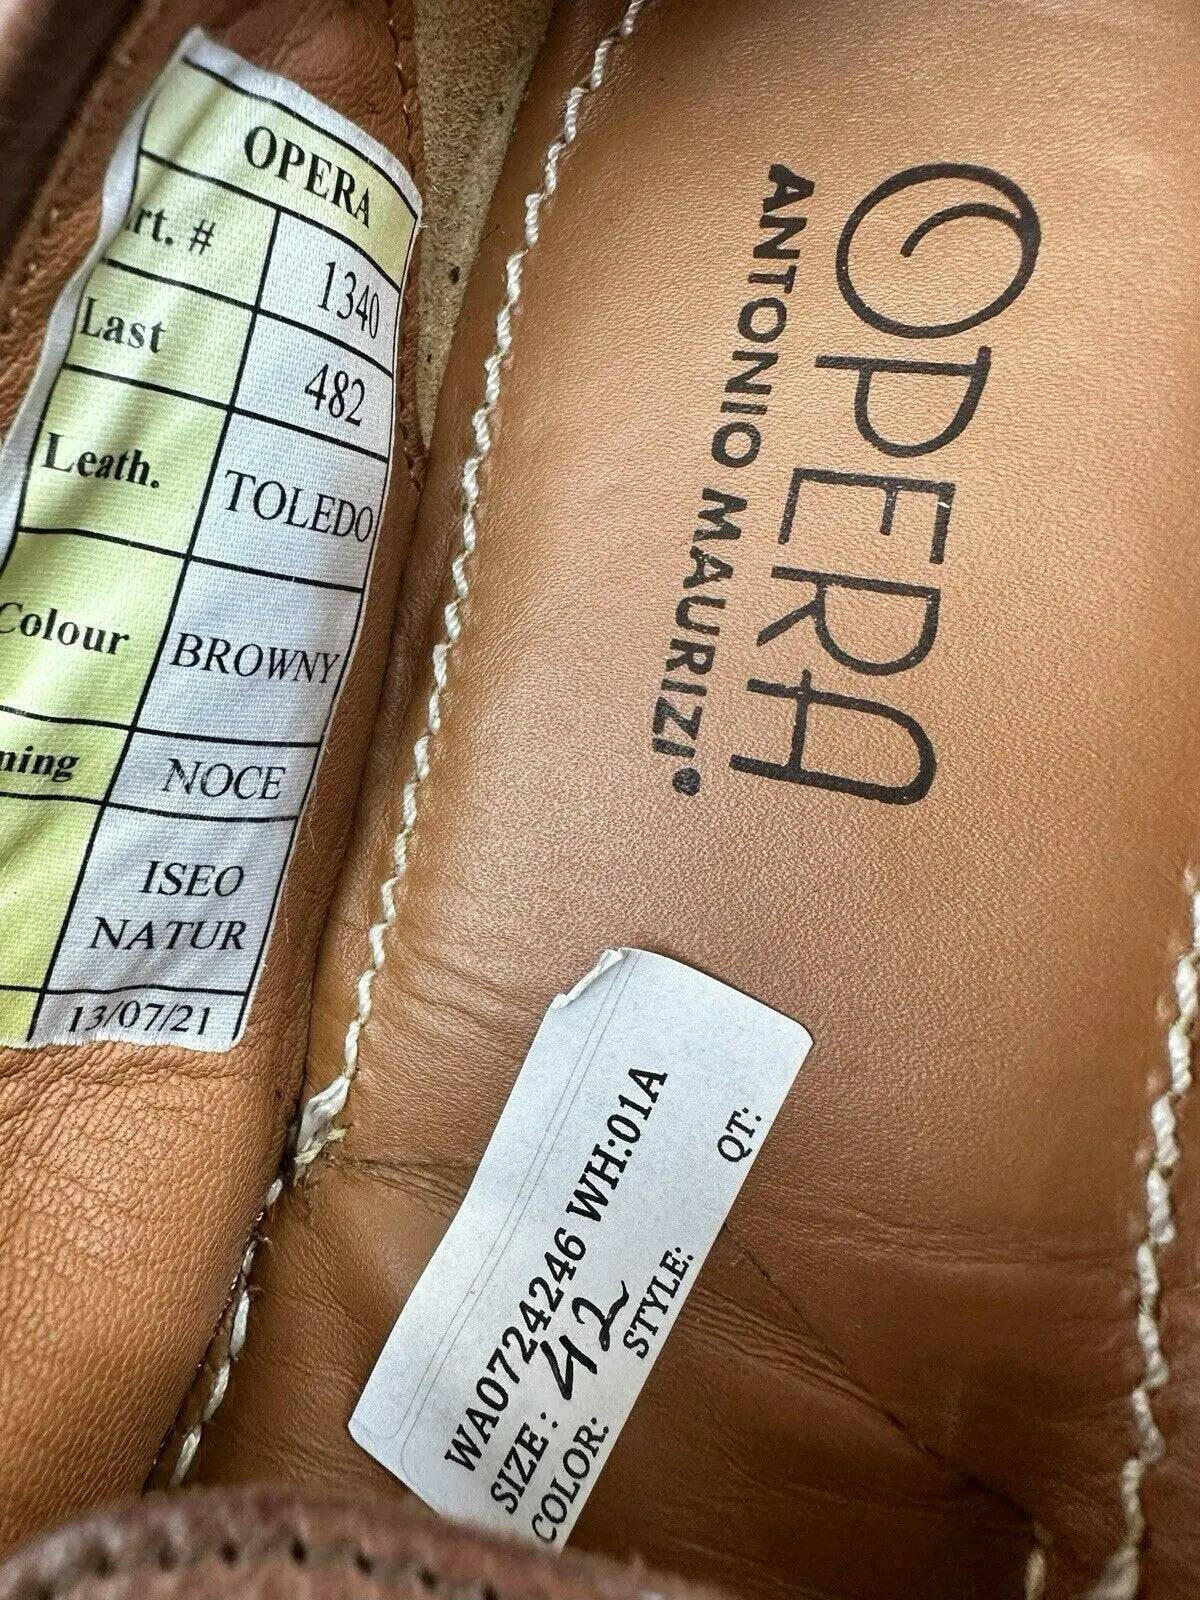 OPERA
rt. # 1340
Last 482
Leath. TOLEDO
Colour BROWNY
ning NOCE
ISEO
NATUR
13/07/21
OPERA
ANTONIO MAURIZI
WA0724246 WH:01A
SIZE: 42
COLOR:
STYLE:
QT: